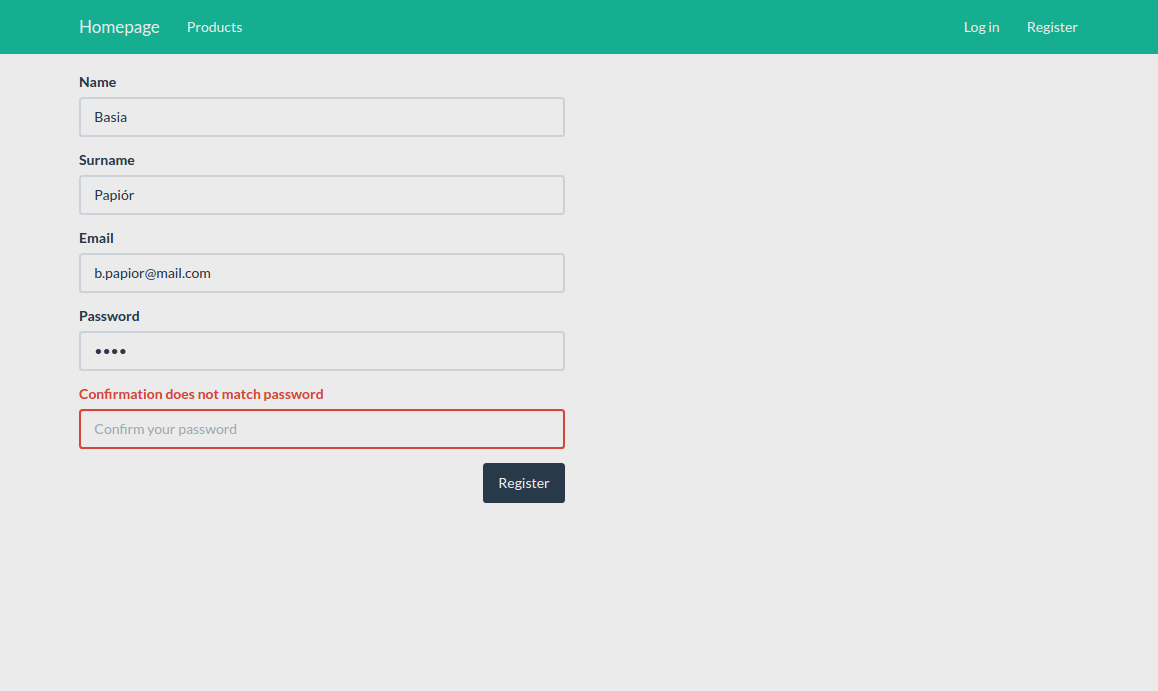 Homepage Products Log in Register
Name
Basia
Surname
Papiór
Email
b.papior@mail.com
Password
••••
Confirmation does not match password
Confirm your password
Register